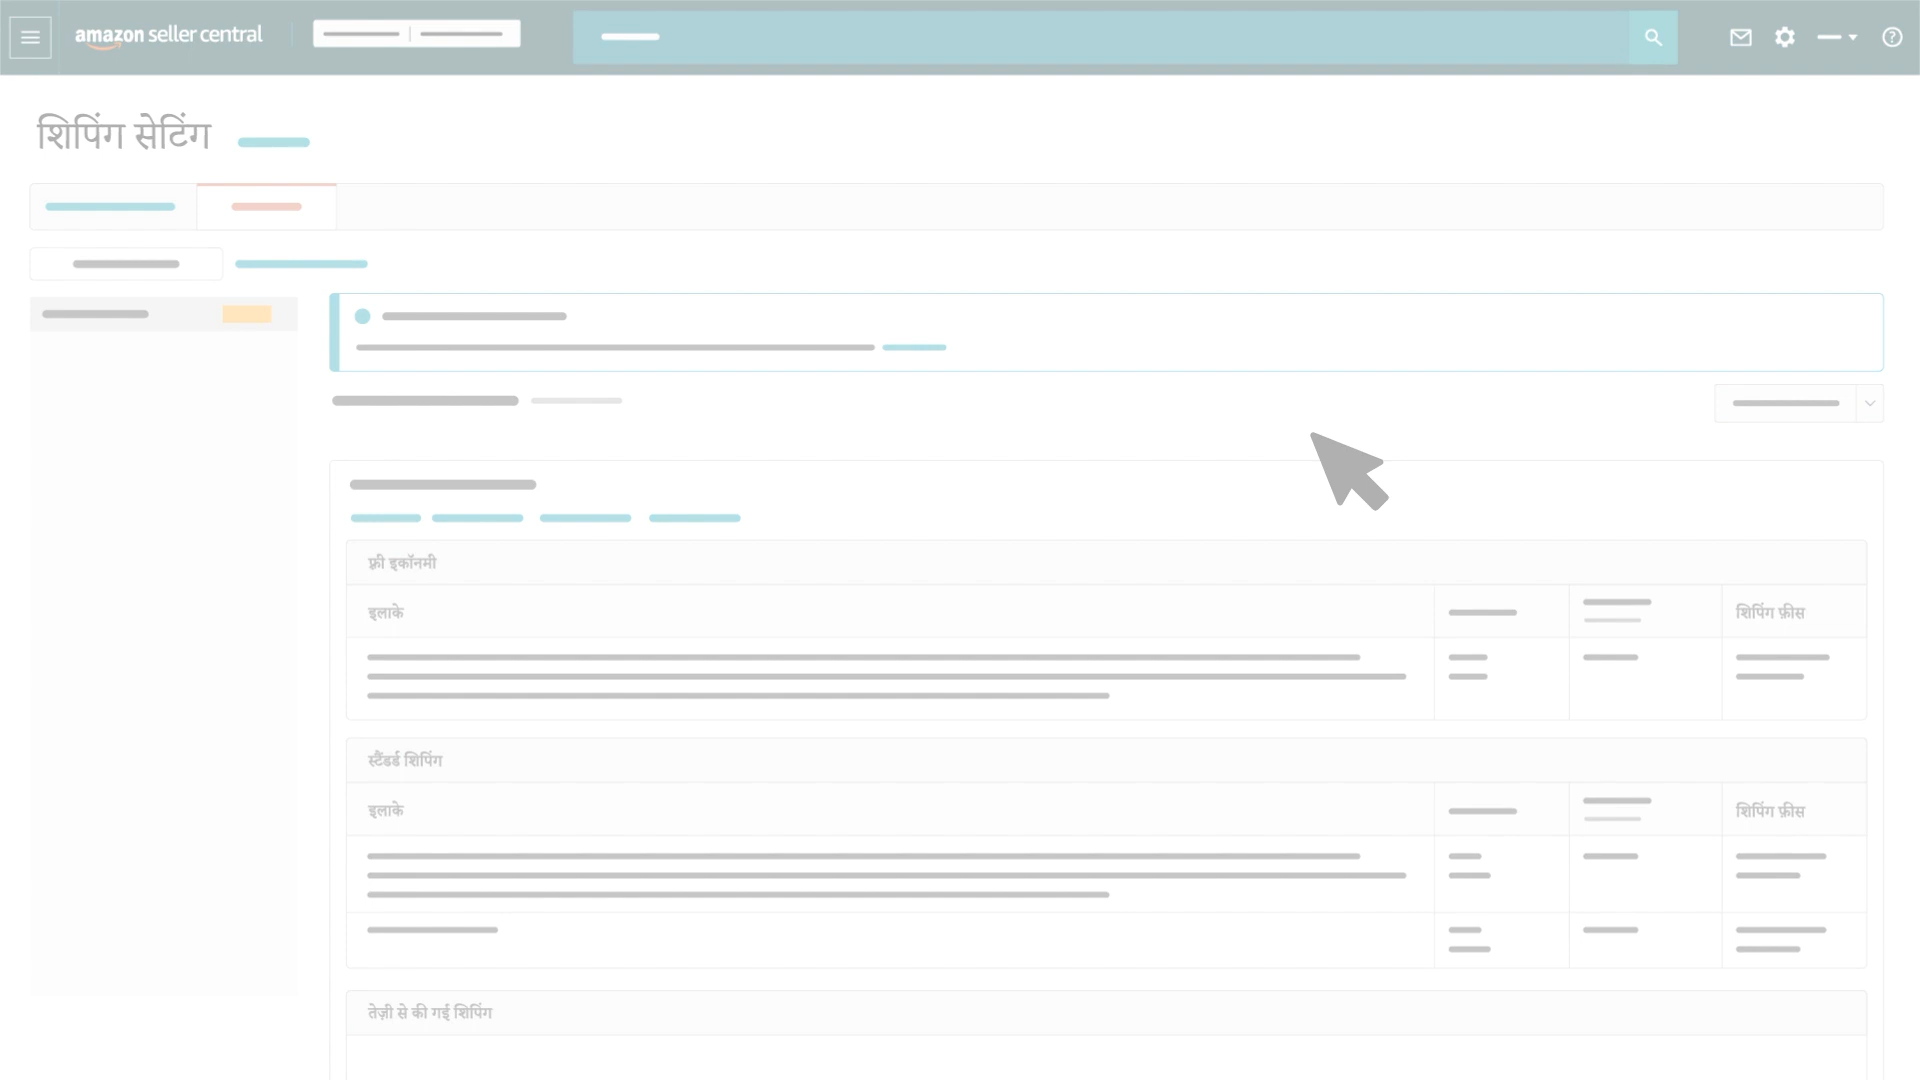 amazon seller central
शिपिंग सेटिंग
फ़्री इकॉनमी
इलाके
शिपिंग फ़ीस
स्टैंडर्ड शिपिंग
इलाके
शिपिंग फ़ीस
तेज़ी से की गई शिपिंग